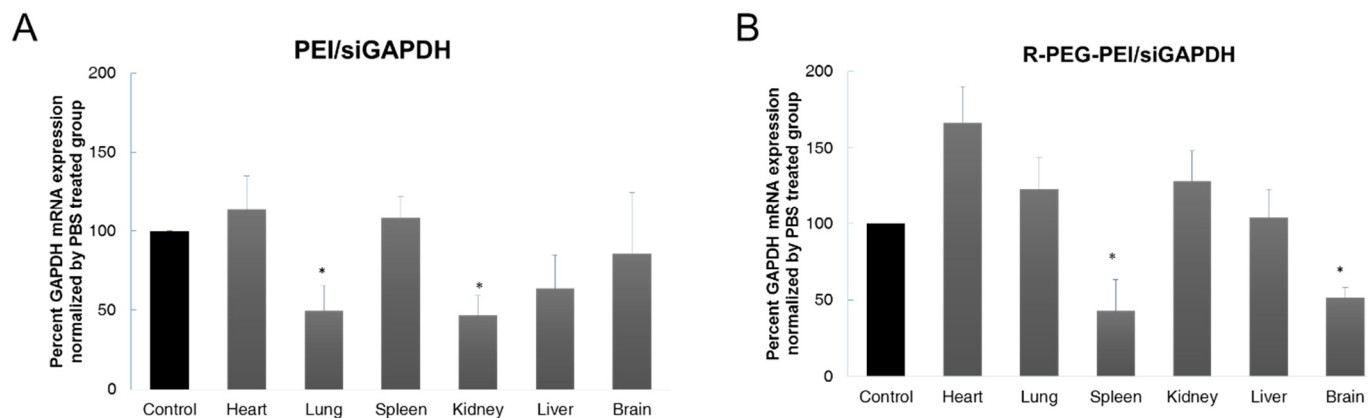 A
PEI/siGAPDH
Percent GAPDH mRNA expression
normalized by PBS treated group
200
150
100
50
0
*
*
Control Heart Lung Spleen Kidney Liver Brain
B
R-PEG-PEI/siGAPDH
Percent GAPDH mRNA expression
normalized by PBS treated group
200
150
100
50
0
*
*
Control Heart Lung Spleen Kidney Liver Brain